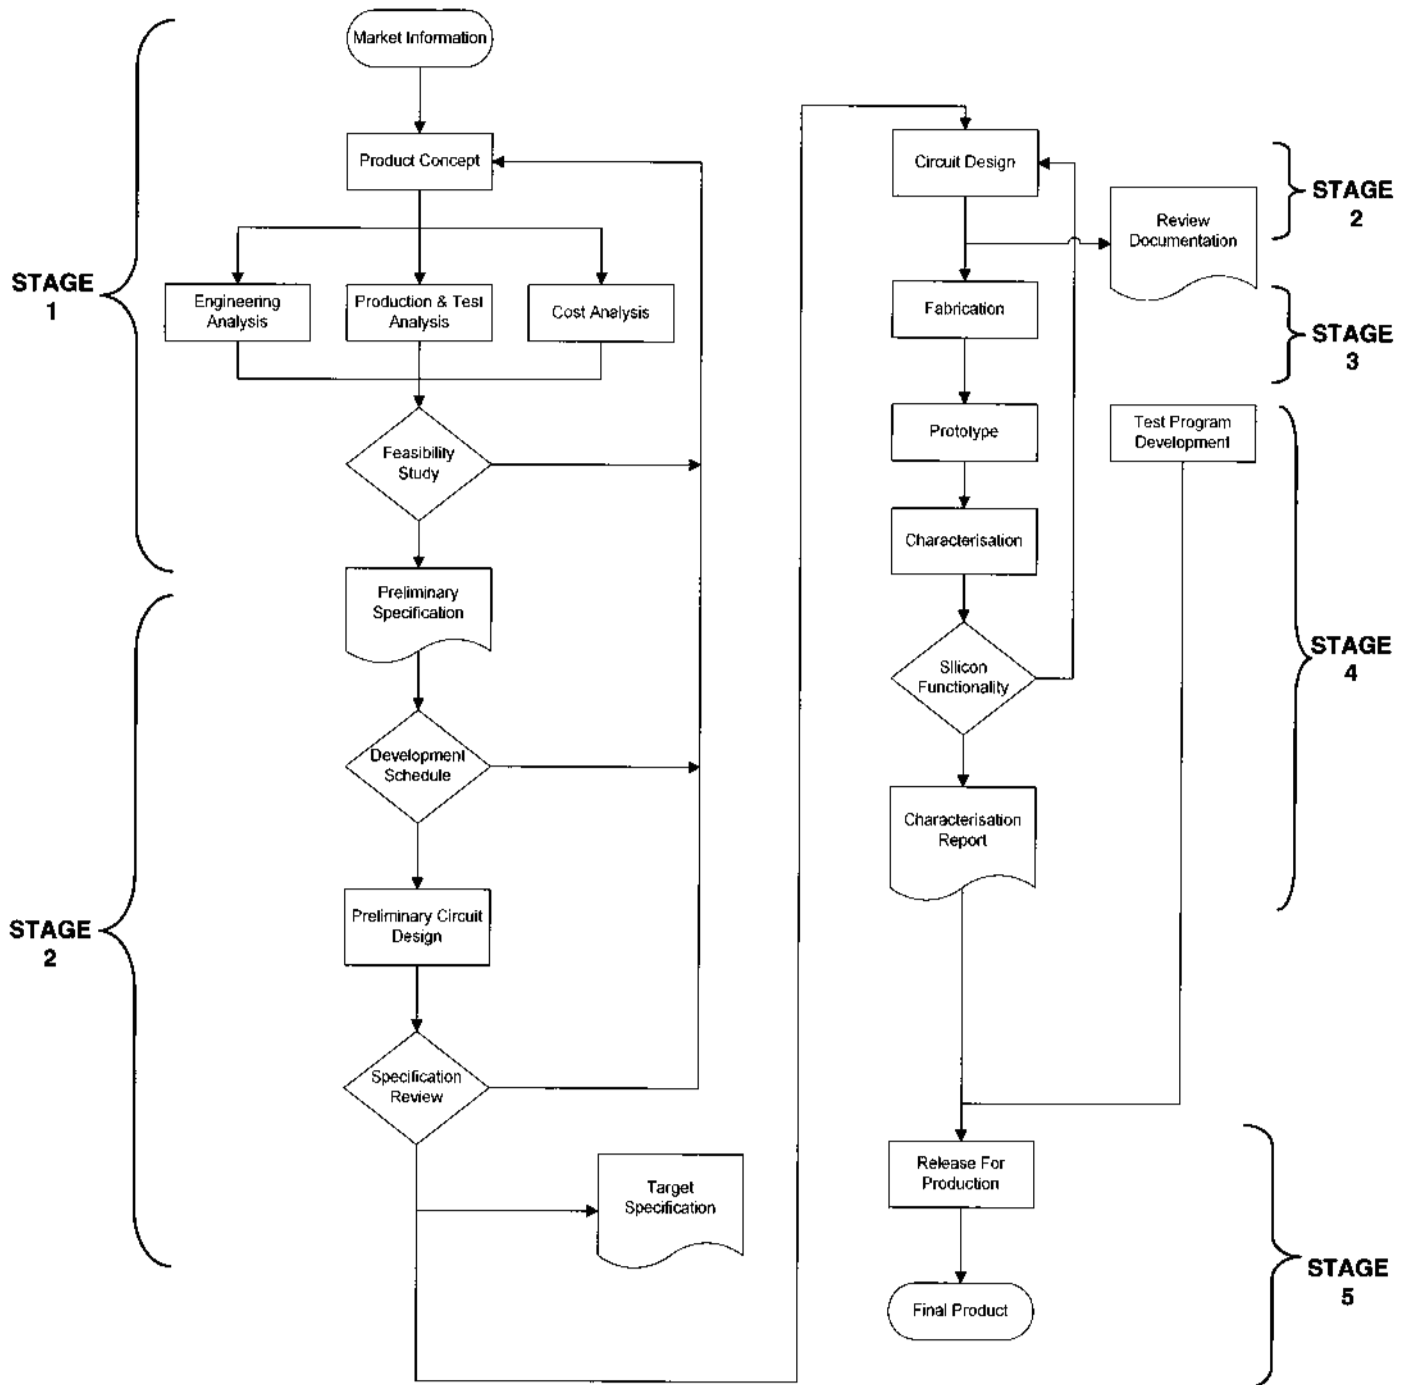 Market Information
Product Concept
STAGE
1
Engineering
Analysis
Production & Test
Analysis
Cost Analysis
Feasibility
Study
Preliminary
Specification
Development
Schedule
STAGE
2
Preliminary Circuit
Design
Specification
Review
Target
Specification
Circuit Design
STAGE
2
Review
Documentation
Fabrication
STAGE
3
Prototype
Test Program
Development
Characterisation
STAGE
4
SIlicon
Functionality
Characterisation
Report
Release For
Production
STAGE
5
Final Product